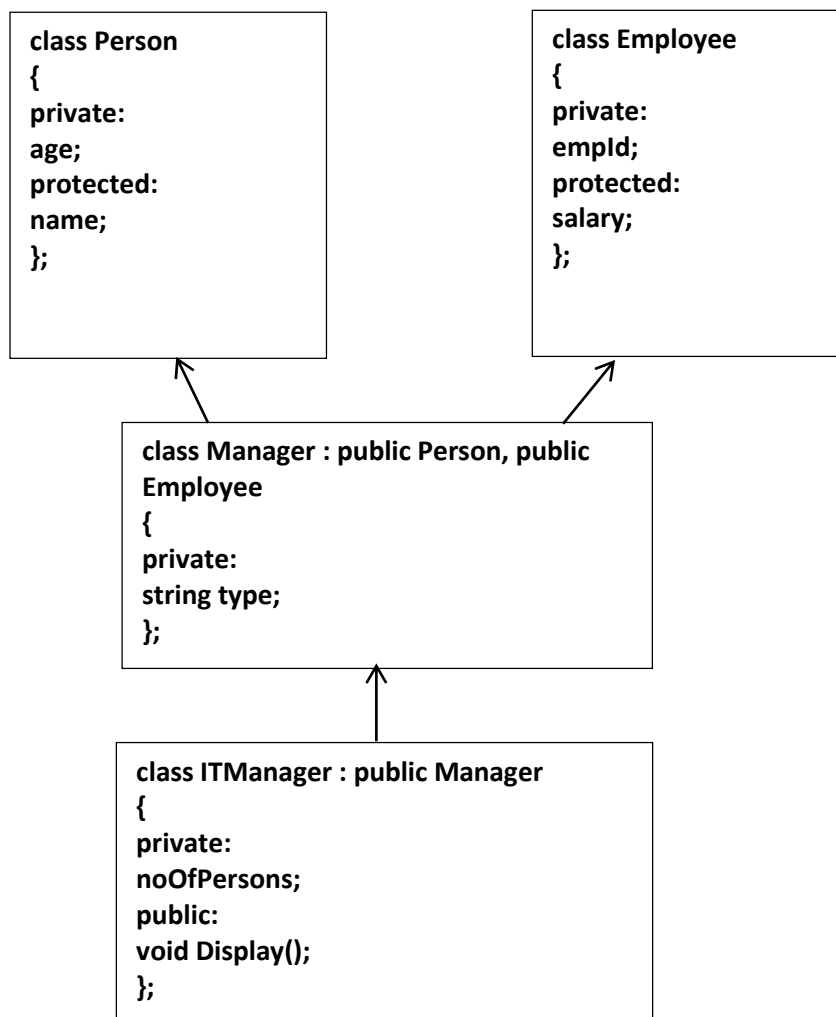 class Person
{
private:
age;
protected:
name;
};
class Employee
{
private:
empId;
protected:
salary;
};
class Manager : public Person, public
Employee
{
private:
string type;
};
class ITManager : public Manager
{
private:
noOfPersons;
public:
void Display();
};